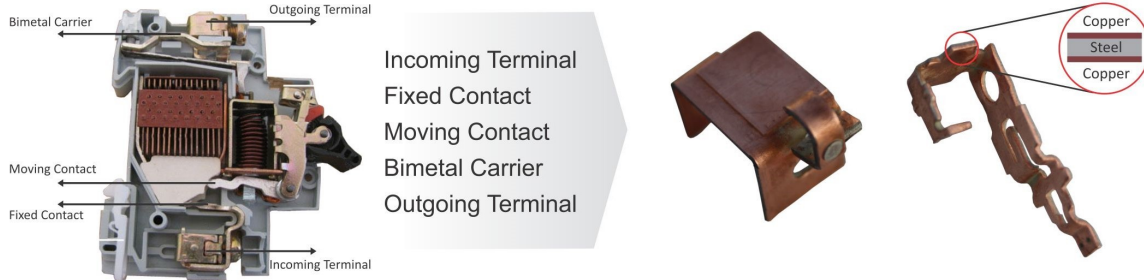 Bimetal Carrier
Outgoing Terminal
Moving Contact
Fixed Contact
Incoming Terminal
Incoming Terminal
Fixed Contact
Moving Contact
Bimetal Carrier
Outgoing Terminal
Copper
Steel
Copper